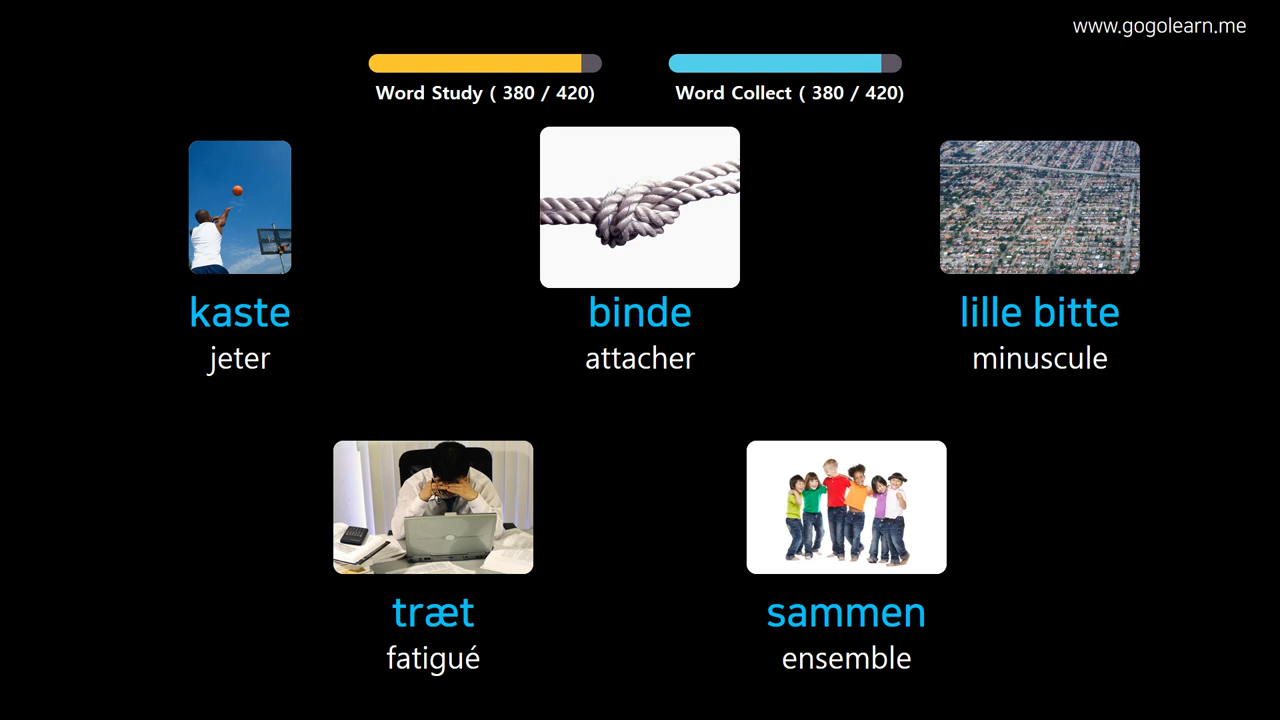 www.gogolearn.me
Word Study ( 380 / 420)
Word Collect ( 380 / 420)
kaste
jeter
binde
attacher
lille bitte
minuscule
træt
fatigué
sammen
ensemble